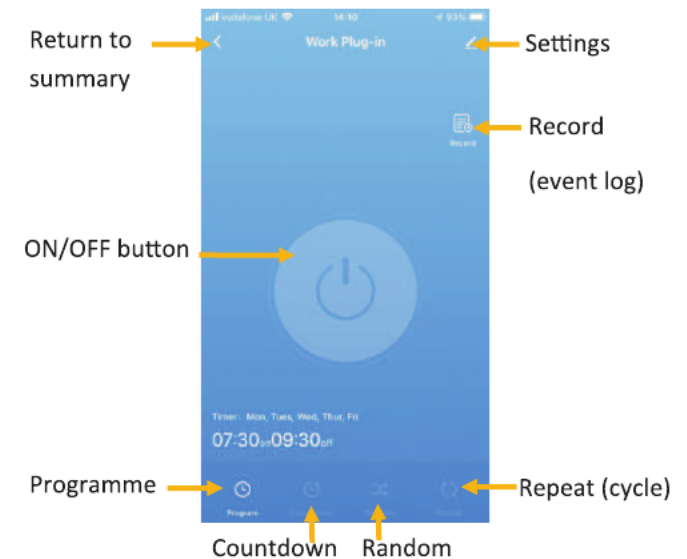 vodafone UK 14:10 93%
Return to
summary
Work Plug-in
Settings
Record
Record
(event log)
ON/OFF button
Timer: Mon, Tues, Wed, Thur, Fri
07:30on09:30off
Programme
Repeat (cycle)
Program
Countdown Random